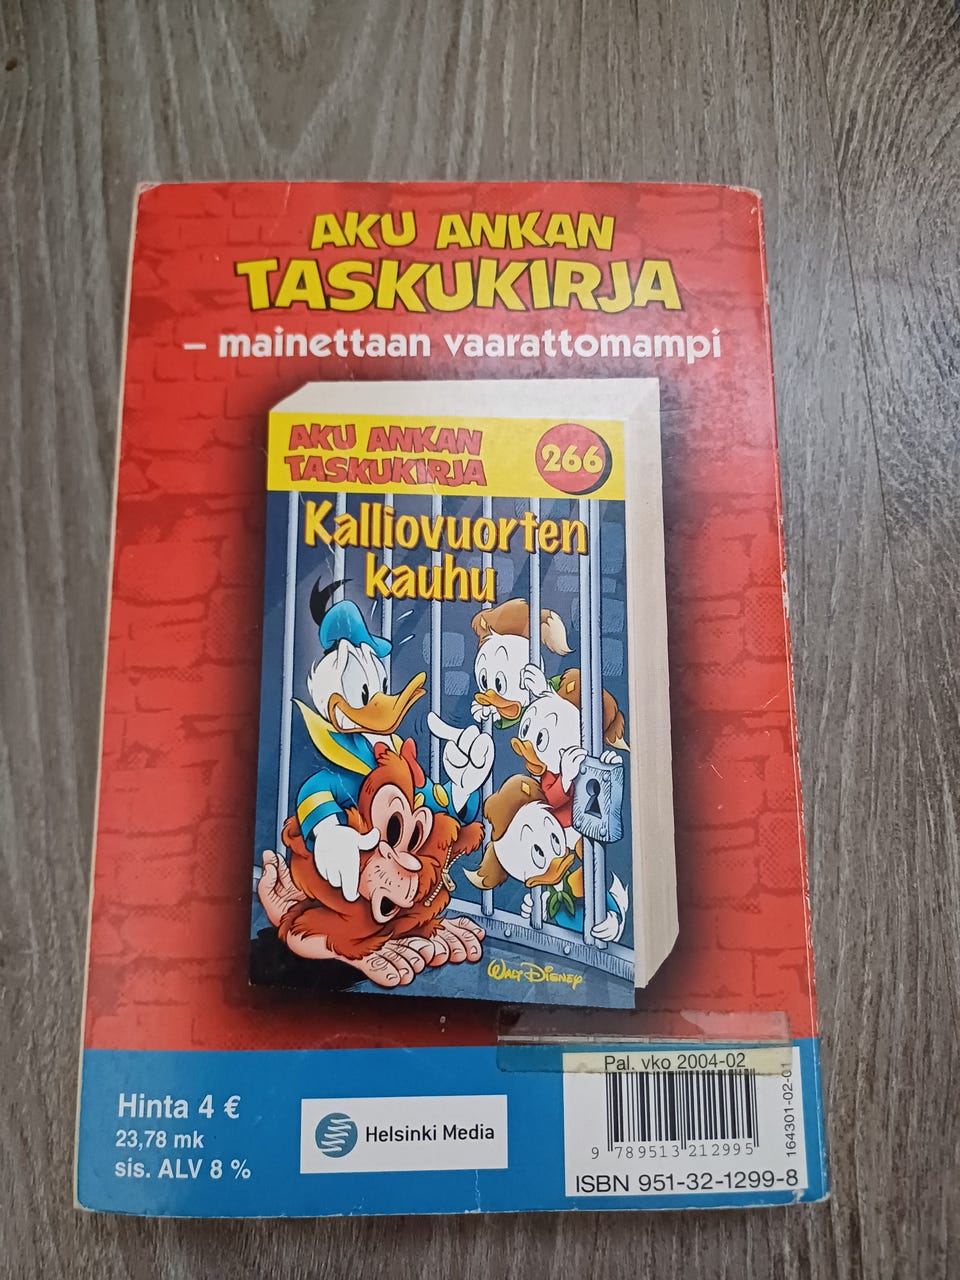 AKU ANKAN
TASKUKIRJA
– mainettaan vaarattomampi
AKU ANKAN
TASKUKIRJA
266
Kalliovuorten
kauhu
WALT DISNEY
Hinta 4 €
23,78 mk
sis. ALV 8 %
Helsinki Media
Pal. vko 2004-02
9 789513 212995
ISBN 951-32-1299-8
164301-02-01